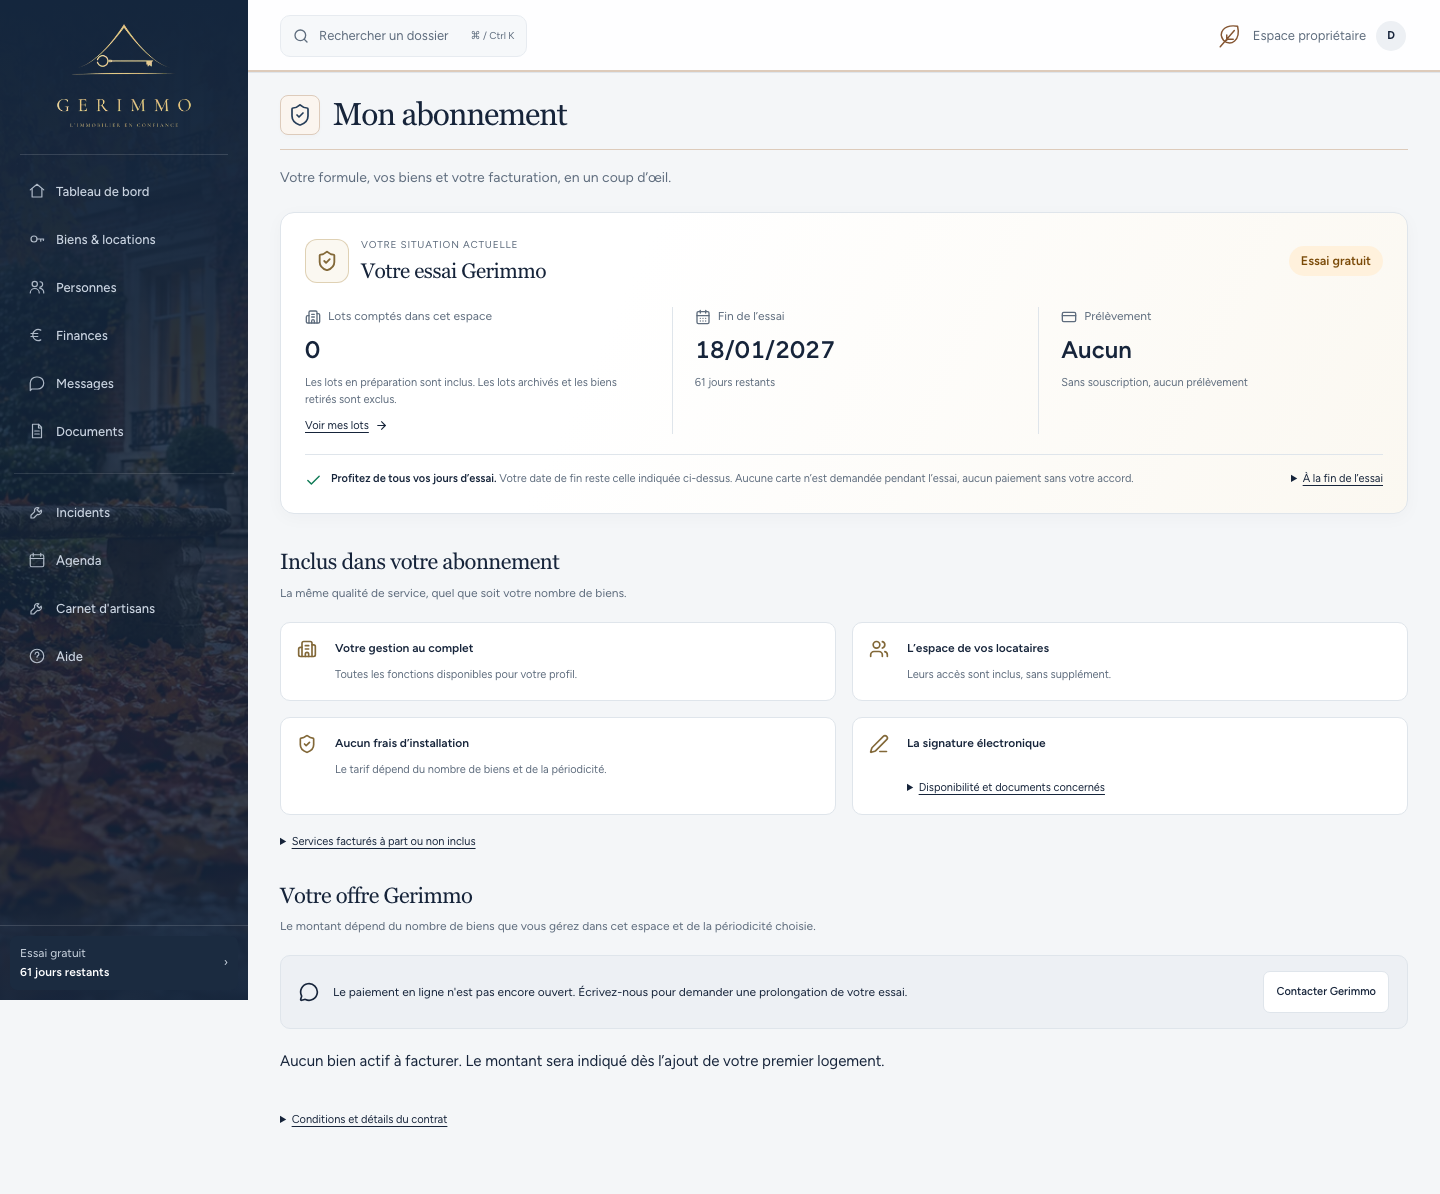 GERIMMO
L'IMMOBILIER EN CONFIANCE
Tableau de bord
Biens & locations
Personnes
Finances
Messages
Documents
Incidents
Agenda
Carnet d'artisans
Aide
Essai gratuit
61 jours restants
›
Rechercher un dossier
⌘ / Ctrl K
Espace propriétaire
D
Mon abonnement
Votre formule, vos biens et votre facturation, en un coup d’œil.
VOTRE SITUATION ACTUELLE
Votre essai Gerimmo
Essai gratuit
Lots comptés dans cet espace
0
Les lots en préparation sont inclus. Les lots archivés et les biens
retirés sont exclus.
Voir mes lots →
Fin de l’essai
18/01/2027
61 jours restants
Prélèvement
Aucun
Sans souscription, aucun prélèvement
Profitez de tous vos jours d’essai. Votre date de fin reste celle indiquée ci-dessus. Aucune carte n’est demandée pendant l’essai, aucun paiement sans votre accord.
À la fin de l’essai
Inclus dans votre abonnement
La même qualité de service, quel que soit votre nombre de biens.
Votre gestion au complet
Toutes les fonctions disponibles pour votre profil.
L’espace de vos locataires
Leurs accès sont inclus, sans supplément.
Aucun frais d’installation
Le tarif dépend du nombre de biens et de la périodicité.
La signature électronique
Disponibilité et documents concernés
Services facturés à part ou non inclus
Votre offre Gerimmo
Le montant dépend du nombre de biens que vous gérez dans cet espace et de la périodicité choisie.
Le paiement en ligne n'est pas encore ouvert. Écrivez-nous pour demander une prolongation de votre essai.
Contacter Gerimmo
Aucun bien actif à facturer. Le montant sera indiqué dès l’ajout de votre premier logement.
Conditions et détails du contrat